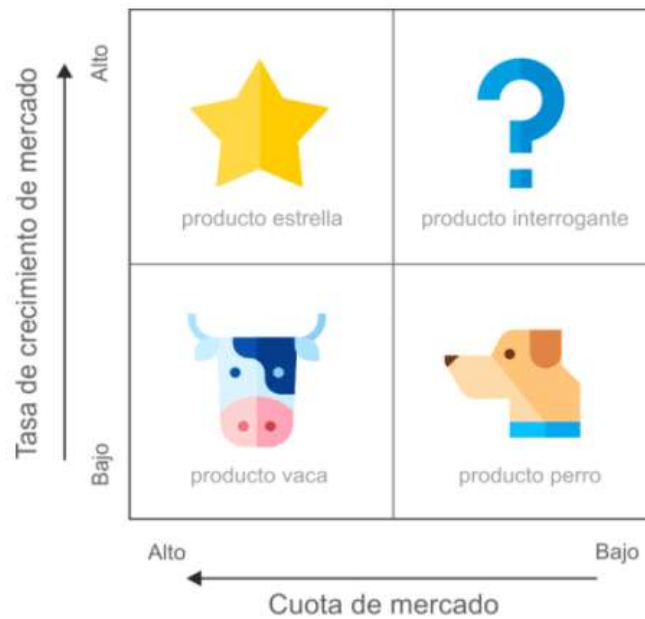 Tasa de crecimiento de mercado
Alto
Bajo
producto estrella
producto interrogante
producto vaca
producto perro
Alto
Bajo
Cuota de mercado